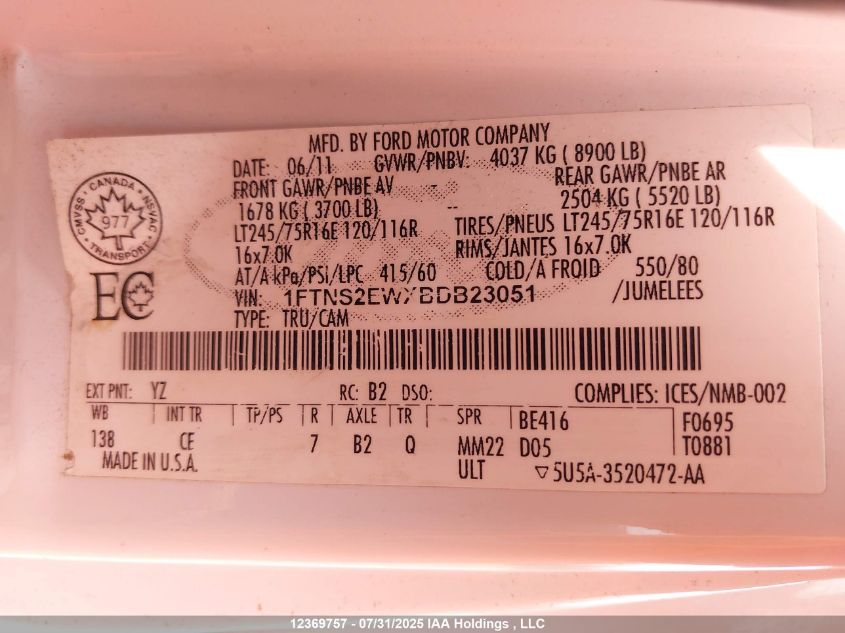 MFD. BY FORD MOTOR COMPANY
DATE: 06/11 GVWR/PNBV: 4037 KG ( 8900 LB)
FRONT GAWR/PNBE AV - REAR GAWR/PNBE AR
1678 KG ( 3700 LB) -- 2504 KG ( 5520 LB)
LT245/75R16E 120/116R TIRES/PNEUS LT245/75R16E 120/116R
16x7.0K RIMS/JANTES 16x7.0K
AT/A kPa/PSI/LPC 415/60 COLD/A FROID 550/80
VIN: 1FTNS2EWXBDB23051 /JUMELEES
TYPE: TRU/CAM
CANADA
CMVSS NSVAC
977
TRANSPORT
EC
EXT PNT: YZ RC: B2 DSO: COMPLIES: ICES/NMB-002
WB INT TR TP/PS R AXLE TR SPR BE416 F0695
138 CE 7 B2 Q MM22 D05 T0881
MADE IN U.S.A. ULT ▽5U5A-3520472-AA
12369757 - 07/31/2025 IAA Holdings , LLC